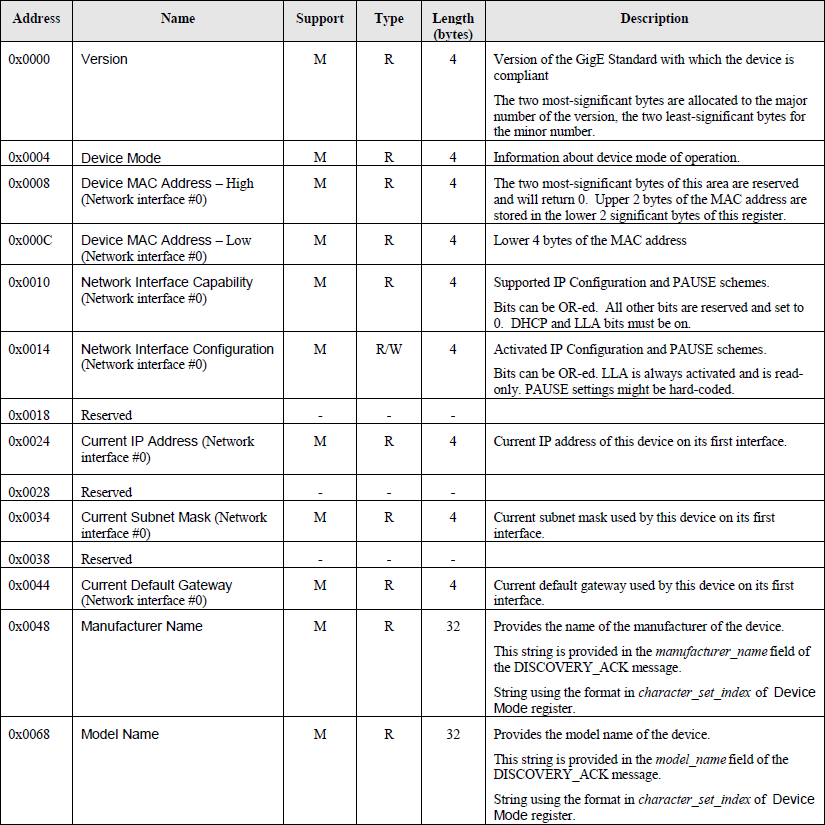 Address Name Support Type Length (bytes) Description
0x0000 Version M R 4 Version of the GigE Standard with which the device is
compliant
The two most-significant bytes are allocated to the major
number of the version, the two least-significant bytes for
the minor number.
0x0004 Device Mode M R 4 Information about device mode of operation.
0x0008 Device MAC Address – High M R 4 The two most-significant bytes of this area are reserved
(Network interface #0) and will return 0. Upper 2 bytes of the MAC address are
stored in the lower 2 significant bytes of this register.
0x000C Device MAC Address – Low M R 4 Lower 4 bytes of the MAC address
(Network interface #0)
0x0010 Network Interface Capability M R 4 Supported IP Configuration and PAUSE schemes.
(Network interface #0)
Bits can be OR-ed. All other bits are reserved and set to
0. DHCP and LLA bits must be on.
0x0014 Network Interface Configuration M R/W 4 Activated IP Configuration and PAUSE schemes.
(Network interface #0)
Bits can be OR-ed. LLA is always activated and is read-
only. PAUSE settings might be hard-coded.
0x0018 Reserved - - -
0x0024 Current IP Address (Network M R 4 Current IP address of this device on its first interface.
interface #0)
0x0028 Reserved - - -
0x0034 Current Subnet Mask (Network M R 4 Current subnet mask used by this device on its first
interface #0) interface.
0x0038 Reserved - - -
0x0044 Current Default Gateway M R 4 Current default gateway used by this device on its first
(Network interface #0) interface.
0x0048 Manufacturer Name M R 32 Provides the name of the manufacturer of the device.
This string is provided in the manufacturer_name field of
the DISCOVERY_ACK message.
String using the format in character_set_index of Device
Mode register.
0x0068 Model Name M R 32 Provides the model name of the device.
This string is provided in the model_name field of the
DISCOVERY_ACK message.
String using the format in character_set_index of Device
Mode register.